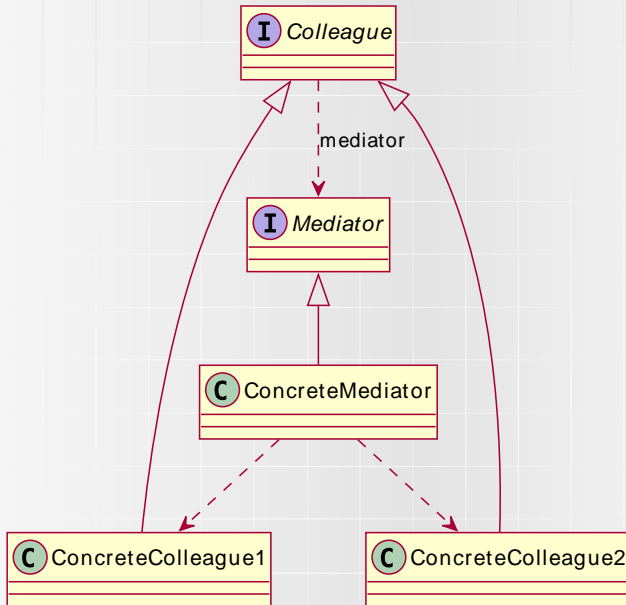 I Colleague
mediator
I Mediator
C ConcreteMediator
C ConcreteColleague1
C ConcreteColleague2